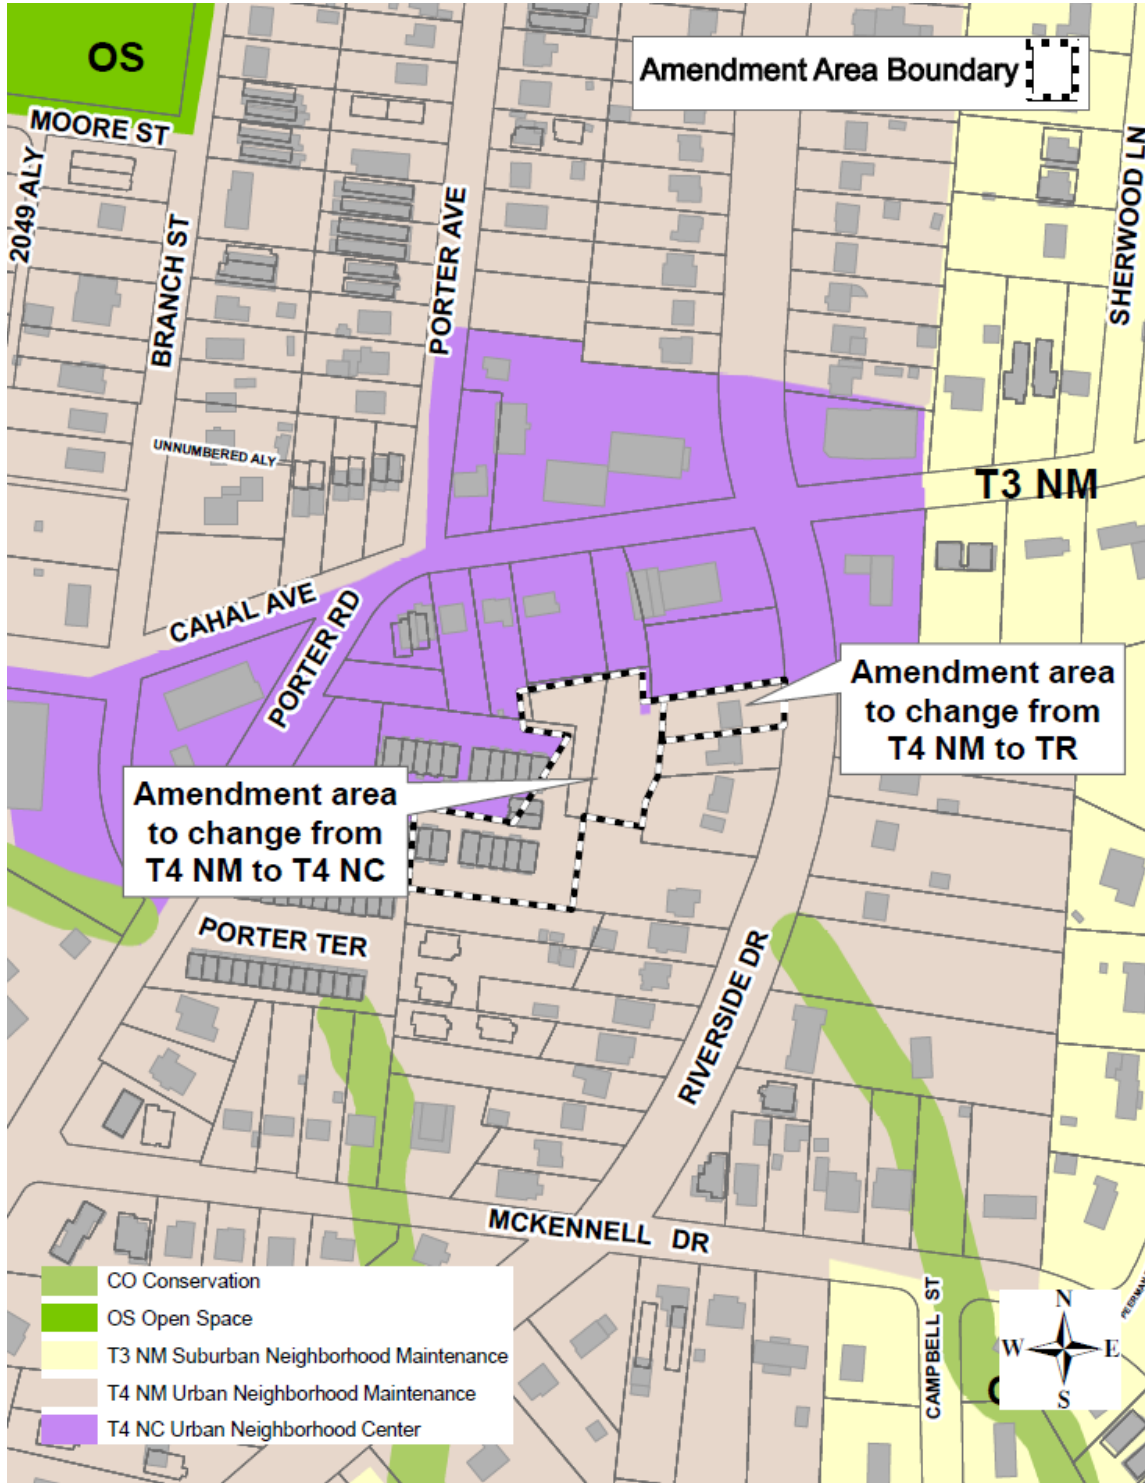 OS
Amendment Area Boundary
MOORE ST
2049 ALY
BRANCH ST
PORTER AVE
SHERWOOD LN
UNNUMBERED ALY
T3 NM
CAHAL AVE
PORTER RD
Amendment area
to change from
T4 NM to TR
Amendment area
to change from
T4 NM to T4 NC
PORTER TER
RIVERSIDE DR
MCKENNELL DR
CAMPBELL ST
CO Conservation
OS Open Space
T3 NM Suburban Neighborhood Maintenance
T4 NM Urban Neighborhood Maintenance
T4 NC Urban Neighborhood Center
N
W
E
S